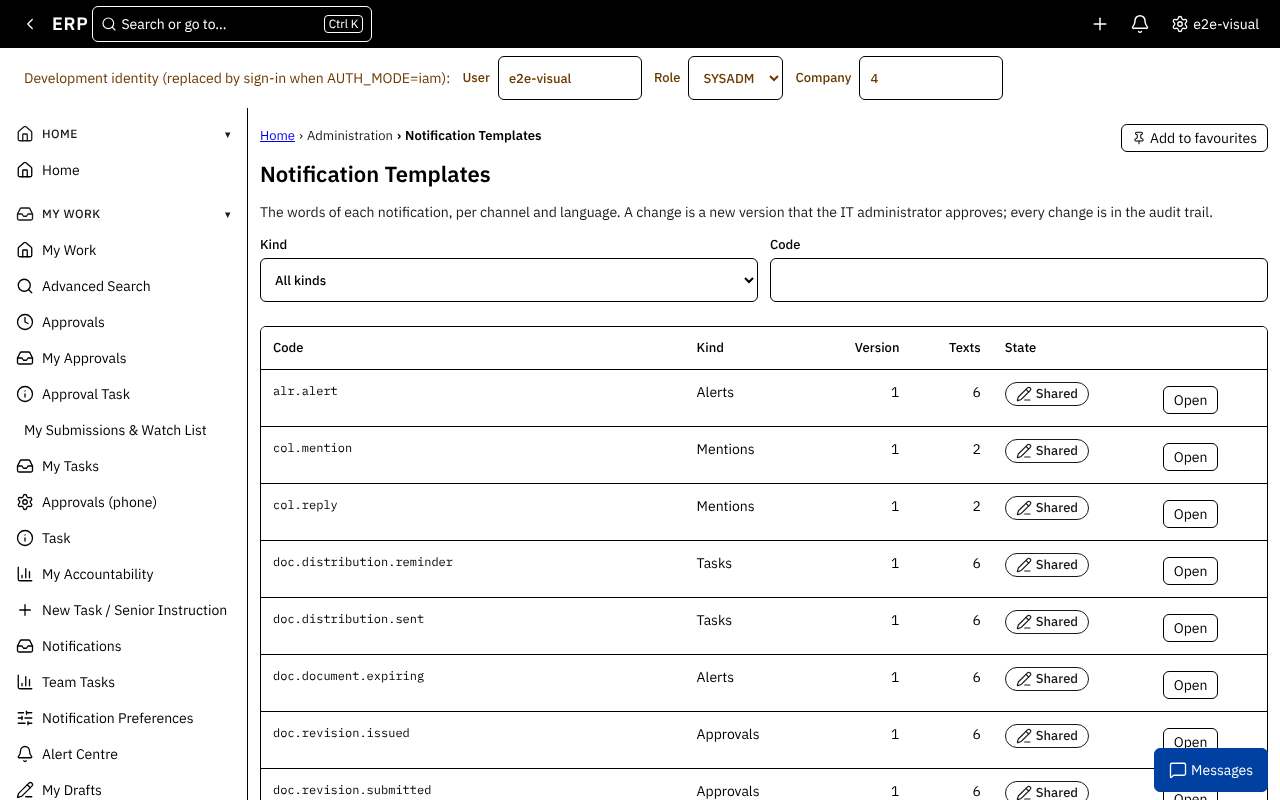 ERP Search or go to... Ctrl K e2e-visual
Development identity (replaced by sign-in when AUTH_MODE=iam): User e2e-visual Role SYSADM Company 4
HOME
Home
MY WORK
My Work
Advanced Search
Approvals
My Approvals
Approval Task
My Submissions & Watch List
My Tasks
Approvals (phone)
Task
My Accountability
New Task / Senior Instruction
Notifications
Team Tasks
Notification Preferences
Alert Centre
My Drafts
Home › Administration › Notification Templates
Add to favourites
Notification Templates
The words of each notification, per channel and language. A change is a new version that the IT administrator approves; every change is in the audit trail.
Kind Code
All kinds
Code Kind Version Texts State
alr.alert Alerts 1 6 Shared Open
col.mention Mentions 1 2 Shared Open
col.reply Mentions 1 2 Shared Open
doc.distribution.reminder Tasks 1 6 Shared Open
doc.distribution.sent Tasks 1 6 Shared Open
doc.document.expiring Alerts 1 6 Shared Open
doc.revision.issued Approvals 1 6 Shared Open
doc.revision.submitted Approvals 1 6 Shared Open
Messages